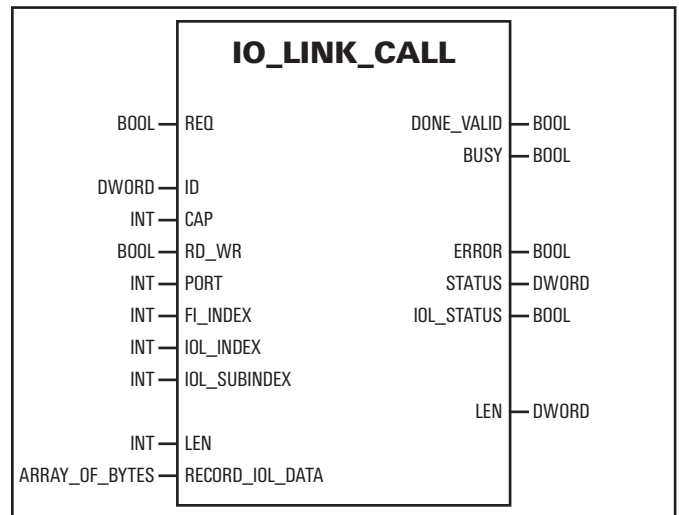 IO_LINK_CALL
BOOL REQ DONE_VALID BOOL
BUSY BOOL
DWORD ID
INT CAP
BOOL RD_WR ERROR BOOL
INT PORT STATUS DWORD
INT FI_INDEX IOL_STATUS BOOL
INT IOL_INDEX
INT IOL_SUBINDEX
LEN DWORD
INT LEN
ARRAY_OF_BYTES RECORD_IOL_DATA